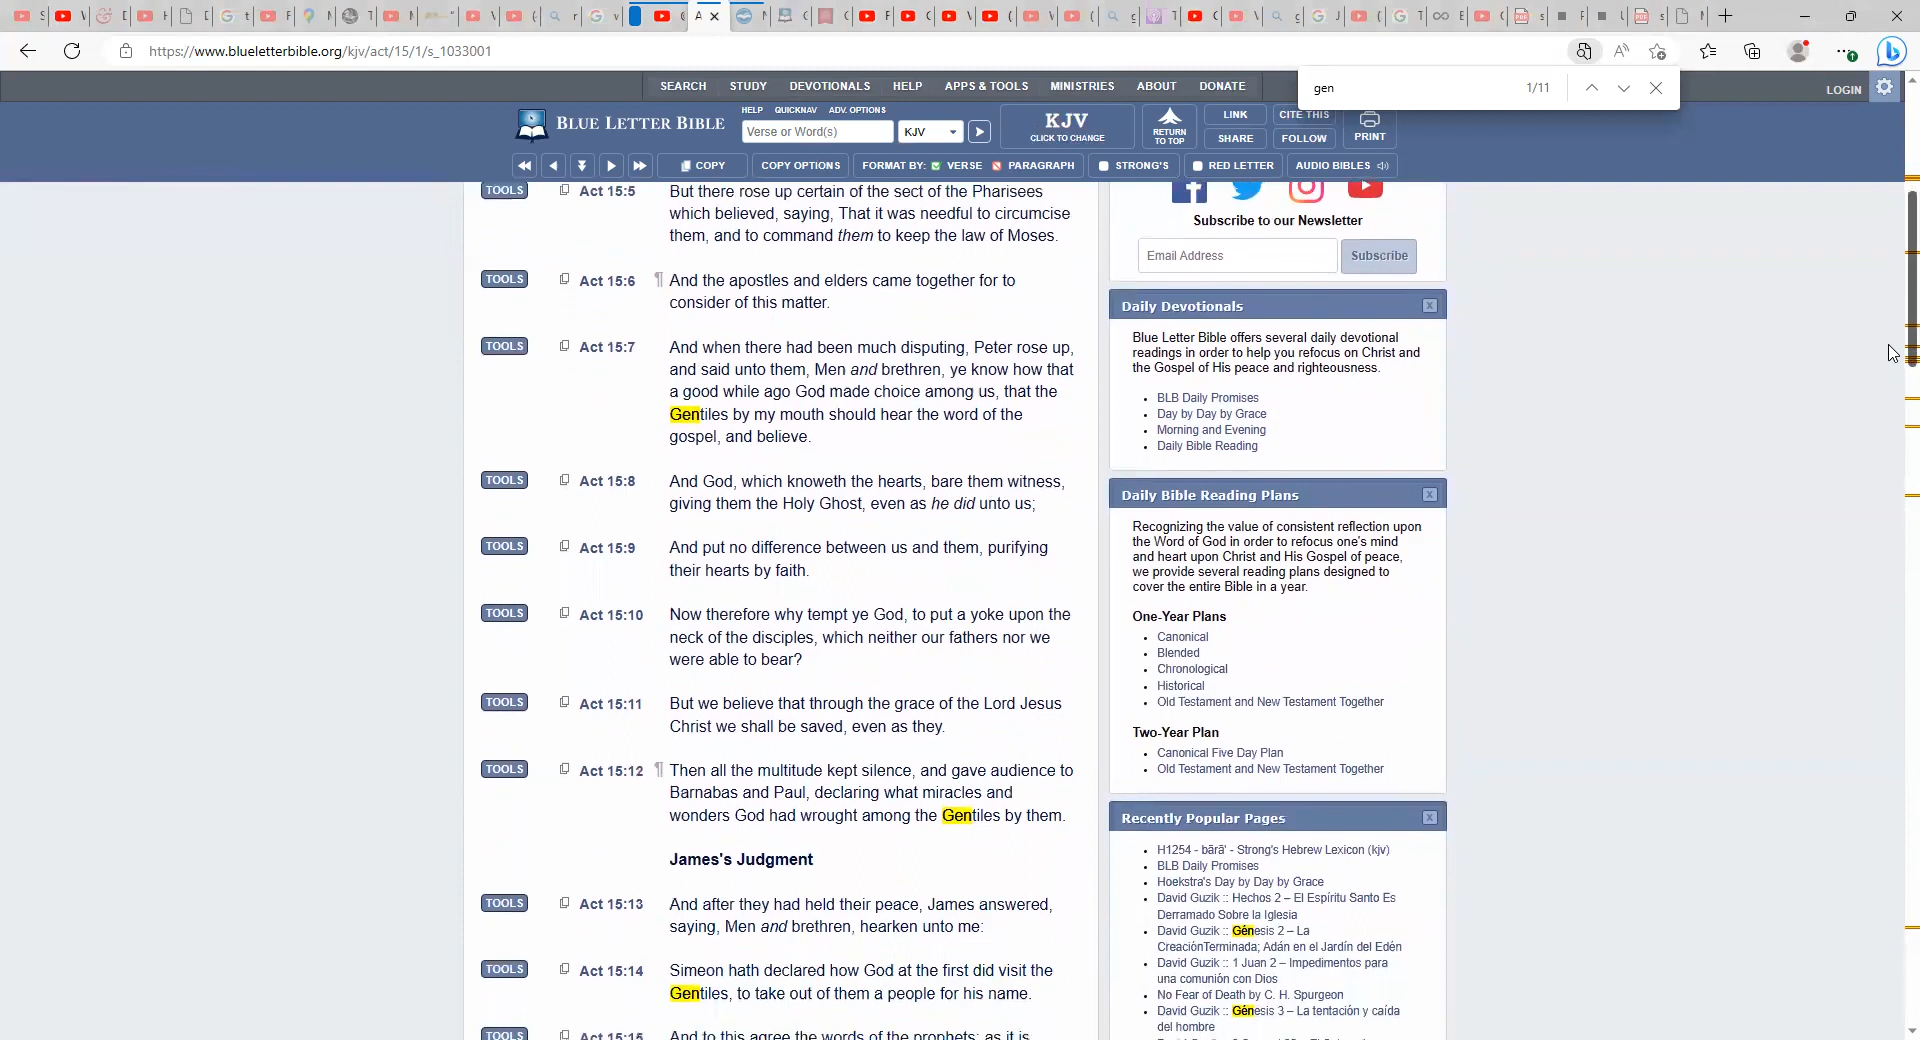 https://www.blueletterbible.org/kjv/act/15/1/s_1033001
gen
1/11
SEARCH STUDY DEVOTIONALS HELP APPS & TOOLS MINISTRIES ABOUT DONATE
LOGIN
BLUE LETTER BIBLE
HELP QUICKNAV ADV. OPTIONS
Verse or Word(s)
KJV
KJV
CLICK TO CHANGE
RETURN
TO TOP
LINK
CITE THIS
SHARE
FOLLOW
PRINT
COPY
COPY OPTIONS
FORMAT BY: VERSE PARAGRAPH
STRONG'S
RED LETTER
AUDIO BIBLES
TOOLS Act 15:5 But there rose up certain of the sect of the Pharisees
which believed, saying, That it was needful to circumcise
them, and to command them to keep the law of Moses.
TOOLS Act 15:6 ¶ And the apostles and elders came together for to
consider of this matter.
TOOLS Act 15:7 And when there had been much disputing, Peter rose up,
and said unto them, Men and brethren, ye know how that
a good while ago God made choice among us, that the
Gentiles by my mouth should hear the word of the
gospel, and believe.
TOOLS Act 15:8 And God, which knoweth the hearts, bare them witness,
giving them the Holy Ghost, even as he did unto us;
TOOLS Act 15:9 And put no difference between us and them, purifying
their hearts by faith.
TOOLS Act 15:10 Now therefore why tempt ye God, to put a yoke upon the
neck of the disciples, which neither our fathers nor we
were able to bear?
TOOLS Act 15:11 But we believe that through the grace of the Lord Jesus
Christ we shall be saved, even as they.
TOOLS Act 15:12 ¶ Then all the multitude kept silence, and gave audience to
Barnabas and Paul, declaring what miracles and
wonders God had wrought among the Gentiles by them.
James's Judgment
TOOLS Act 15:13 And after they had held their peace, James answered,
saying, Men and brethren, hearken unto me:
TOOLS Act 15:14 Simeon hath declared how God at the first did visit the
Gentiles, to take out of them a people for his name.
TOOLS Act 15:15 And to this agree the words of the prophets; as it is
Subscribe to our Newsletter
Email Address
Subscribe
Daily Devotionals
Blue Letter Bible offers several daily devotional
readings in order to help you refocus on Christ and
the Gospel of His peace and righteousness.
BLB Daily Promises
Day by Day by Grace
Morning and Evening
Daily Bible Reading
Daily Bible Reading Plans
Recognizing the value of consistent reflection upon
the Word of God in order to refocus one's mind
and heart upon Christ and His Gospel of peace,
we provide several reading plans designed to
cover the entire Bible in a year.
One-Year Plans
Canonical
Blended
Chronological
Historical
Old Testament and New Testament Together
Two-Year Plan
Canonical Five Day Plan
Old Testament and New Testament Together
Recently Popular Pages
H1254 - bārā' - Strong's Hebrew Lexicon (kjv)
BLB Daily Promises
Hoekstra's Day by Day by Grace
David Guzik :: Hechos 2 – El Espíritu Santo Es
Derramado Sobre la Iglesia
David Guzik :: Génesis 2 – La
CreaciónTerminada; Adán en el Jardín del Edén
David Guzik :: 1 Juan 2 – Impedimentos para
una comunión con Dios
No Fear of Death by C. H. Spurgeon
David Guzik :: Génesis 3 – La tentación y caída
del hombre